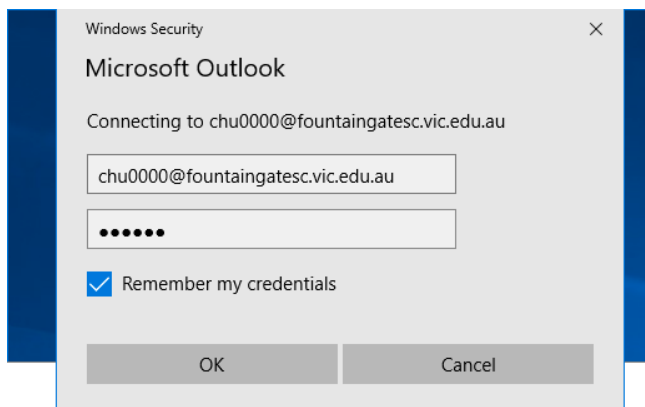 Windows Security
Microsoft Outlook
Connecting to chu0000@fountaingatesc.vic.edu.au
chu0000@fountaingatesc.vic.edu.au
●●●●●●
Remember my credentials
OK
Cancel